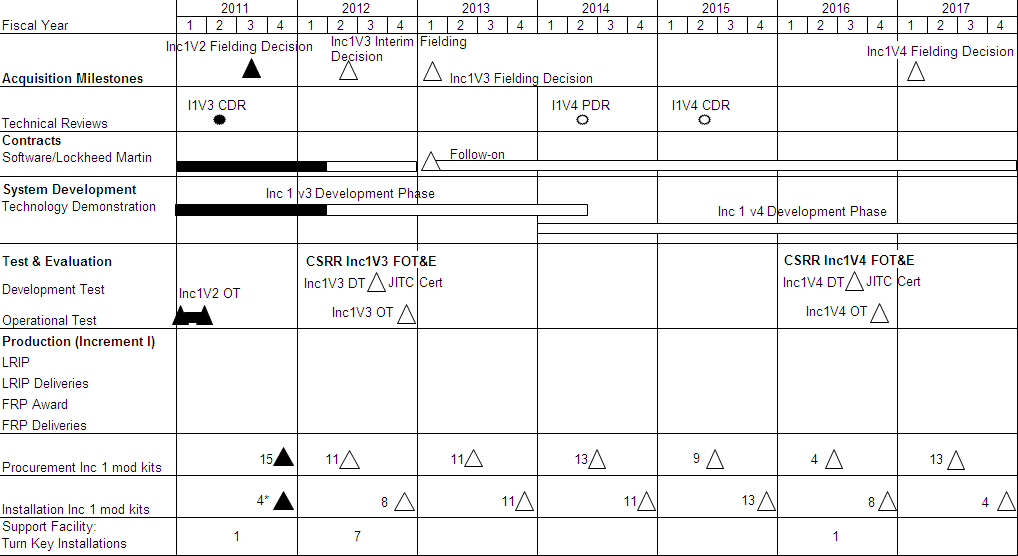 2011 2012 2013 2014 2015 2016 2017
Fiscal Year 1 2 3 4 1 2 3 4 1 2 3 4 1 2 3 4 1 2 3 4 1 2 3 4 1 2 3 4
Inc1V2 Fielding Decision
Inc1V3 Interim Fielding
Decision
Inc1V4 Fielding Decision
Acquisition Milestones
Inc1V3 Fielding Decision
I1V3 CDR I1V4 PDR I1V4 CDR
Technical Reviews
Contracts
Software/Lockheed Martin
Follow-on
System Development
Inc 1 v3 Development Phase
Technology Demonstration
Inc 1 v4 Development Phase
Test & Evaluation
CSRR Inc1V3 FOT&E
CSRR Inc1V4 FOT&E
Development Test
Inc1V3 DT JITC Cert
Inc1V4 DT JITC Cert
Inc1V2 OT
Operational Test
Inc1V3 OT
Inc1V4 OT
Production (Increment I)
LRIP
LRIP Deliveries
FRP Award
FRP Deliveries
Procurement Inc 1 mod kits 15 11 11 13 9 4 13
Installation Inc 1 mod kits 4* 8 11 11 13 8 4
Support Facility:
Turn Key Installations 1 7 1